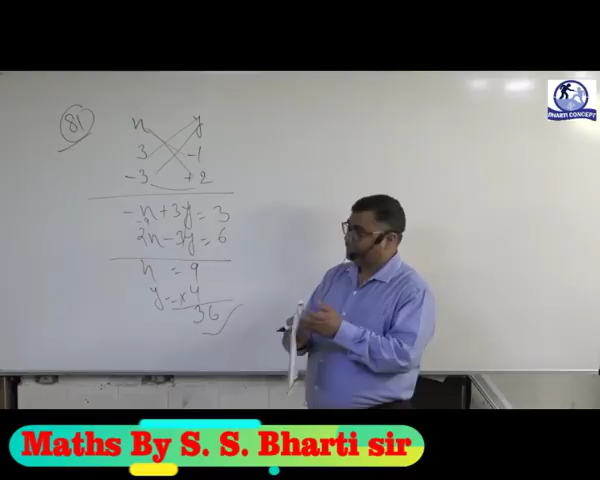 81
x y
3 -1
-3 +2
-x + 3y = 3
-9
2x - 3y = 6
x = 9
y = × 4
36
BHARTI CONCEPT
Maths By S. S. Bharti sir